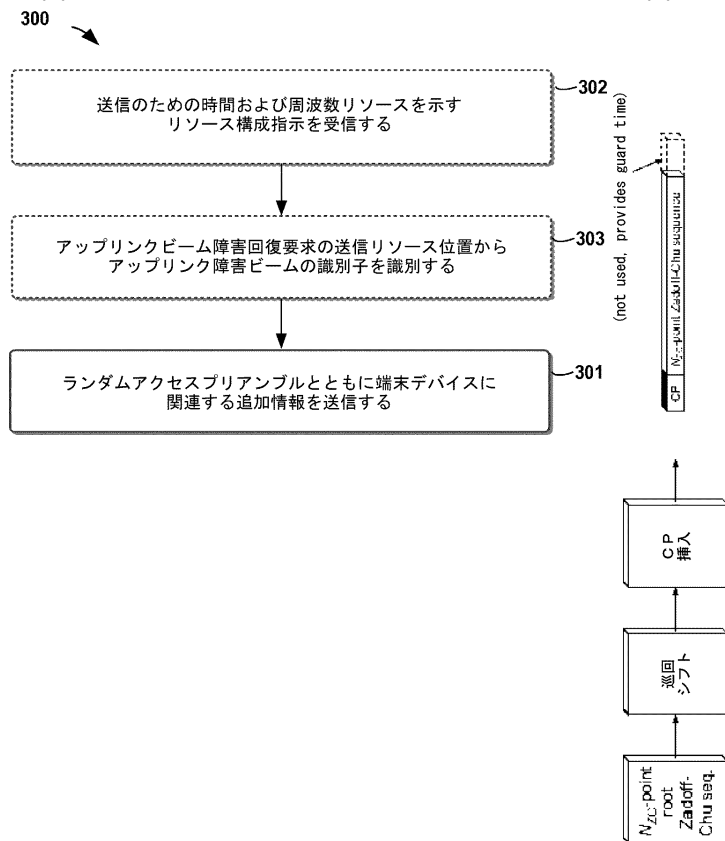 300
302
送信のための時間および周波数リソースを示す
リソース構成指示を受信する
303
アップリンクビーム障害回復要求の送信リソース位置から
アップリンク障害ビームの識別子を識別する
301
ランダムアクセスプリアンブルとともに端末デバイスに
関連する追加情報を送信する
(not used, provides guard time)
CP
N_ZC-point Zadoff-Chu sequence
CP
挿入
巡回
シフト
N_ZC-point
root
Zadoff-
Chu seq.